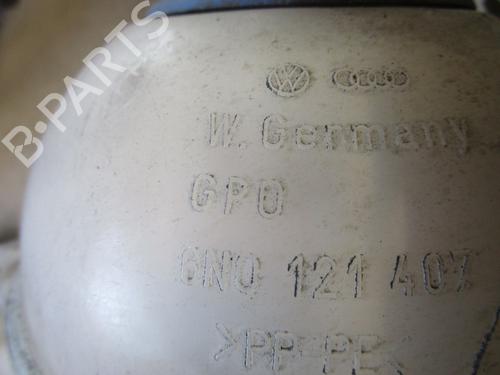 B-PARTS
W. Germany
GPO
6N0 121 407
>PP-PE<